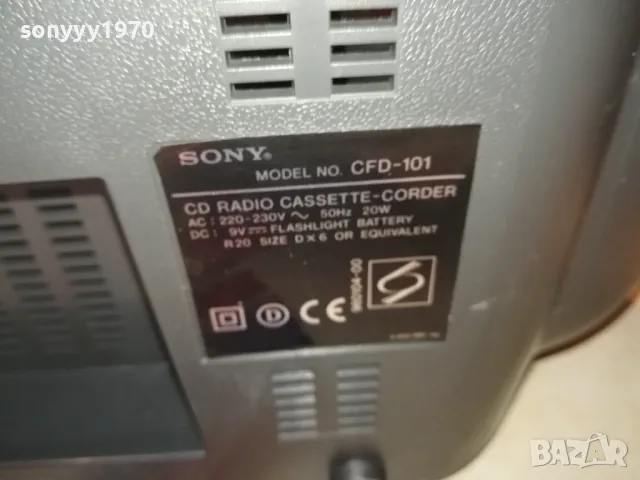 sonyyy1970
SONY®
MODEL NO. CFD-101
CD RADIO CASSETTE-CORDER
AC: 220-230V ~ 50Hz 20W
DC: 9V ⎓ FLASHLIGHT BATTERY
R20 SIZE D×6 OR EQUIVALENT
D
CE
BAZAR
bg